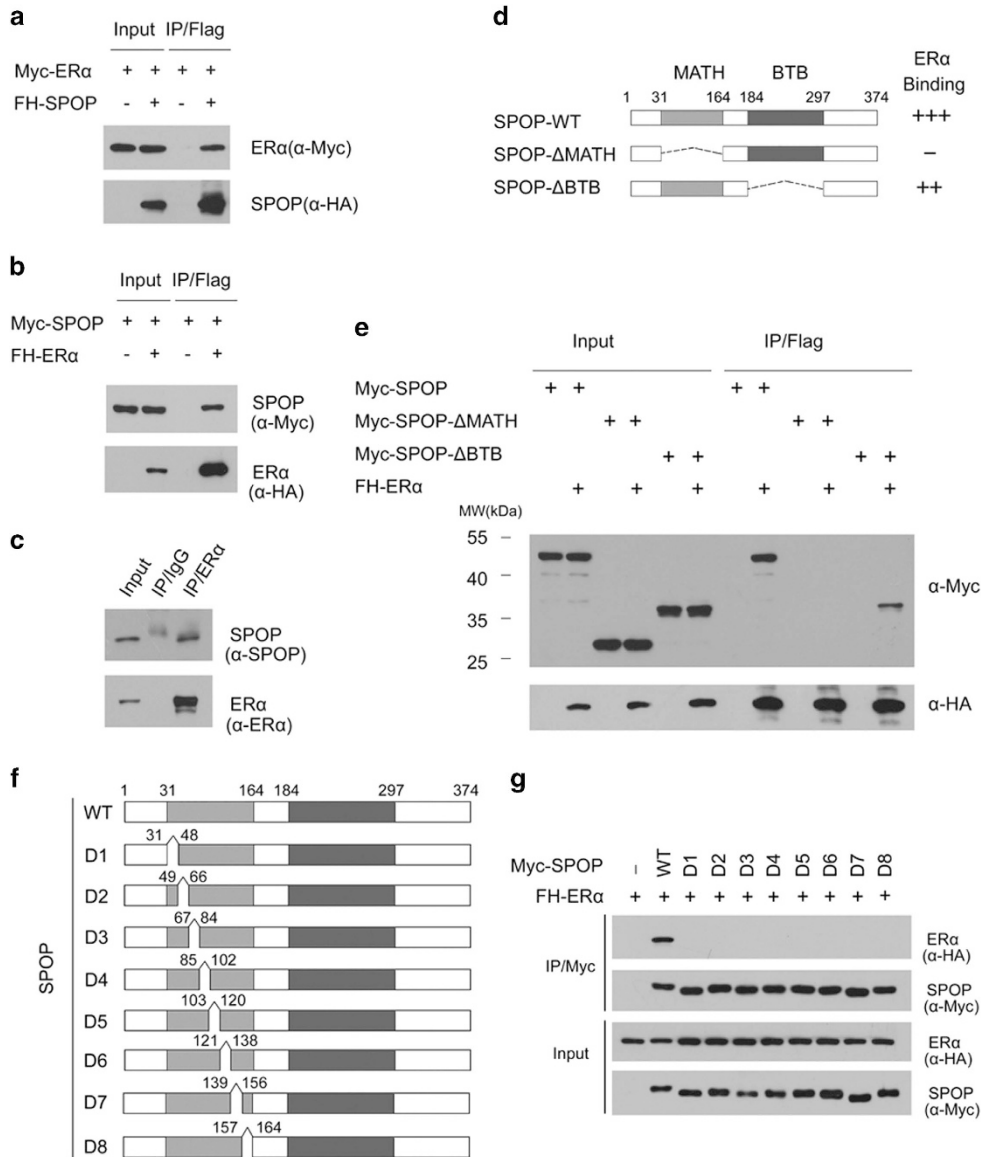 a
Input IP/Flag
Myc-ERα + + + +
FH-SPOP - + - +
ERα(α-Myc)
SPOP(α-HA)
b
Input IP/Flag
Myc-SPOP + + + +
FH-ERα - + - +
SPOP
(α-Myc)
ERα
(α-HA)
c
Input IP/IgG IP/ERα
SPOP
(α-SPOP)
ERα
(α-ERα)
d
MATH BTB
ERα
Binding
1 31 164 184 297 374
SPOP-WT +++
SPOP-ΔMATH –
SPOP-ΔBTB ++
e
Input IP/Flag
Myc-SPOP + + + +
Myc-SPOP-ΔMATH + + + +
Myc-SPOP-ΔBTB + + + +
FH-ERα + + + + + +
MW(kDa)
55 –
40 –
35 –
25 –
α-Myc
α-HA
f
SPOP
1 31 164 184 297 374
WT
31 48
D1
49 66
D2
67 84
D3
85 102
D4
103 120
D5
121 138
D6
139 156
D7
157 164
D8
g
Myc-SPOP – WT D1 D2 D3 D4 D5 D6 D7 D8
FH-ERα + + + + + + + + + +
IP/Myc
ERα
(α-HA)
SPOP
(α-Myc)
Input
ERα
(α-HA)
SPOP
(α-Myc)